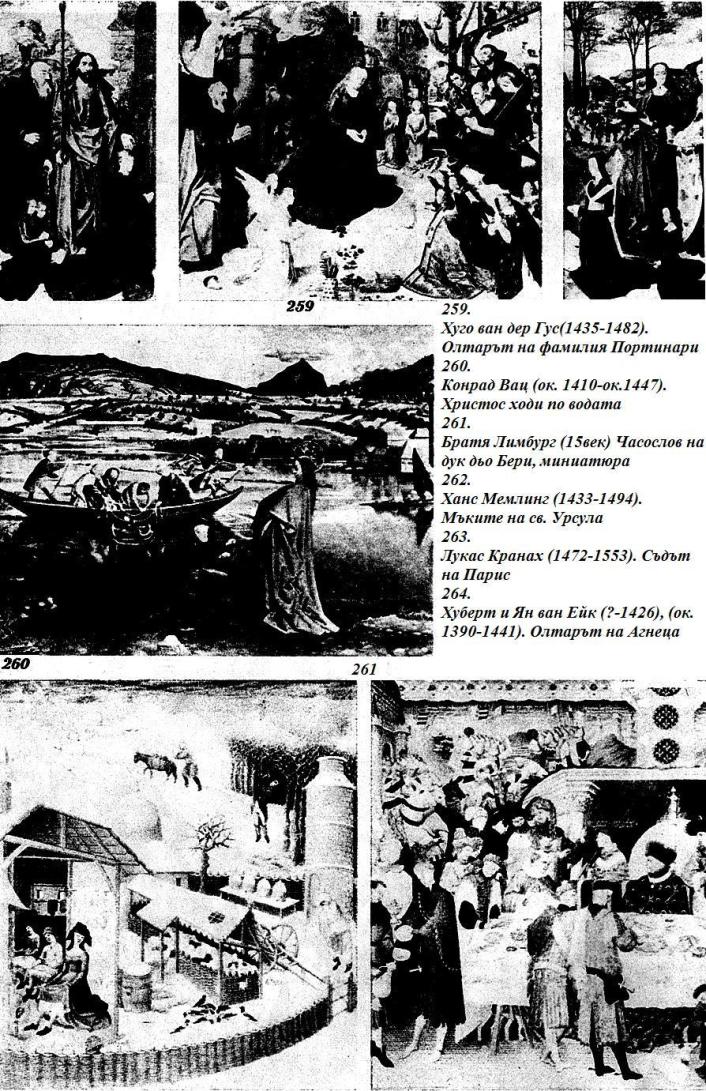 259
259.
Хуго ван дер Гус(1435-1482).
Олтарът на фамилия Портинари
260.
Конрад Вац (ок. 1410-ок.1447).
Христос ходи по водата
261.
Братя Лимбург (15век) Часослов на
дук дьо Бери, миниатюра
262.
Ханс Мемлинг (1433-1494).
Мъките на св. Урсула
263.
Лукас Кранах (1472-1553). Съдът
на Парис
264.
Хуберт и Ян ван Ейк (?-1426), (ок.
1390-1441). Олтарът на Агнеца
260
261